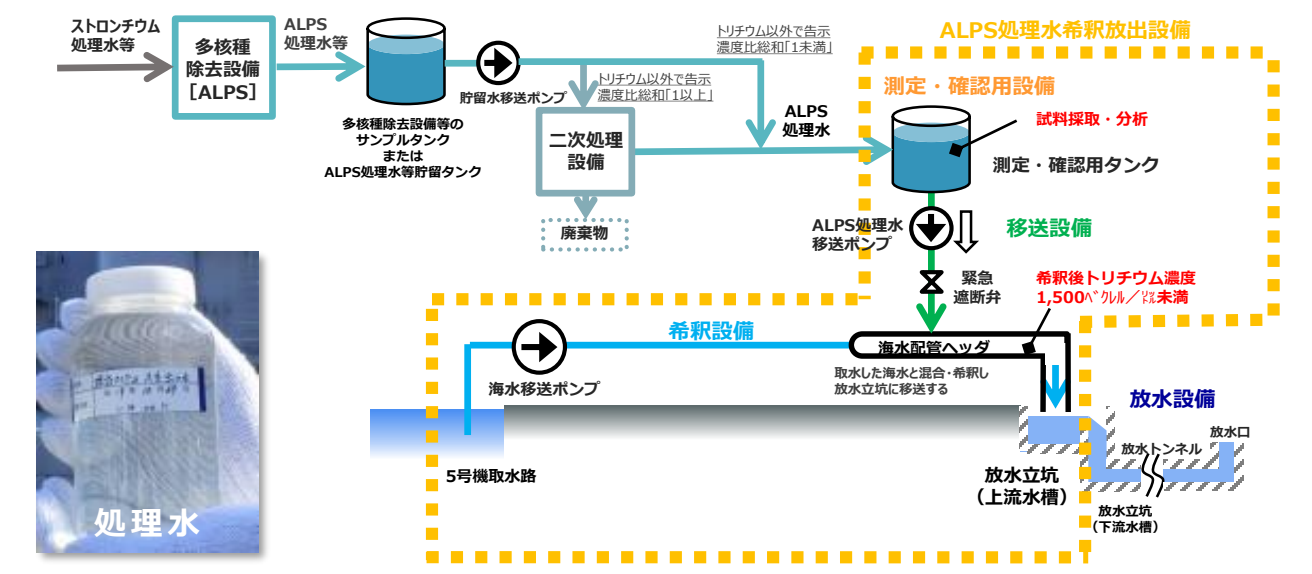 ストロンチウム
処理水等
多核種
除去設備
［ALPS］
ALPS
処理水等
多核種除去設備等の
サンプルタンク
または
ALPS処理水等貯留タンク
貯留水移送ポンプ
トリチウム以外で告示
濃度比総和「1以上」
トリチウム以外で告示
濃度比総和「1未満」
二次処理
設備
廃棄物
ALPS
処理水
ALPS処理水希釈放出設備
測定・確認用設備
試料採取・分析
測定・確認用タンク
ALPS処理水
移送ポンプ
移送設備
緊急
遮断弁
希釈後トリチウム濃度
1,500ﾍﾞｸﾚﾙ／㍑未満
希釈設備
海水移送ポンプ
海水配管ヘッダ
取水した海水と混合・希釈し
放水立坑に移送する
5号機取水路
放水立坑
（上流水槽）
放水設備
放水口
放水トンネル
放水立坑
（下流水槽）
処理水